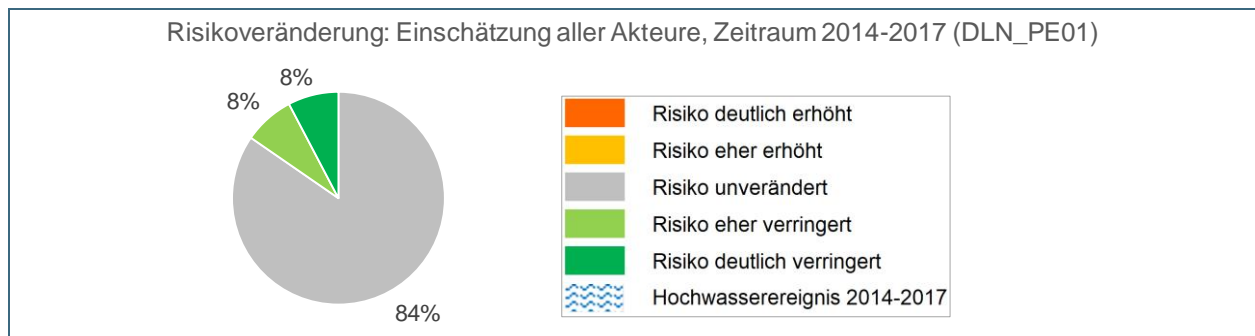 Risikoveränderung: Einschätzung aller Akteure, Zeitraum 2014-2017 (DLN_PE01)
8%
8%
84%
Risiko deutlich erhöht
Risiko eher erhöht
Risiko unverändert
Risiko eher verringert
Risiko deutlich verringert
Hochwasserereignis 2014-2017